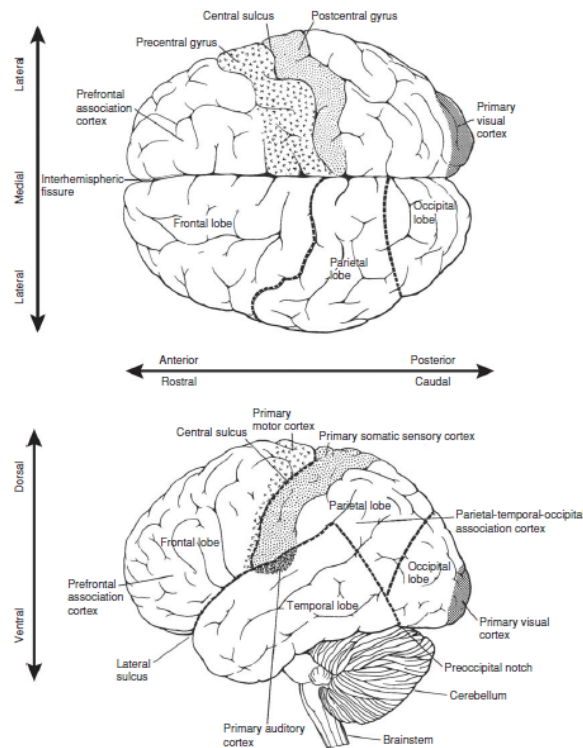 Central sulcus
Postcentral gyrus
Precentral gyrus
Lateral
Prefrontal
association
cortex
Primary
visual
cortex
Medial
Interhemispheric
fissure
Frontal lobe
Occipital
lobe
Parietal
lobe
Lateral
Anterior
Posterior
Rostral
Caudal
Primary
motor cortex
Central sulcus
Primary somatic sensory cortex
Dorsal
Parietal lobe
Parietal-temporal-occipital
association cortex
Frontal lobe
Occipital
lobe
Prefrontal
association
cortex
Temporal lobe
Ventral
Primary visual
cortex
Lateral
sulcus
Preoccipital notch
Cerebellum
Primary auditory
cortex
Brainstem